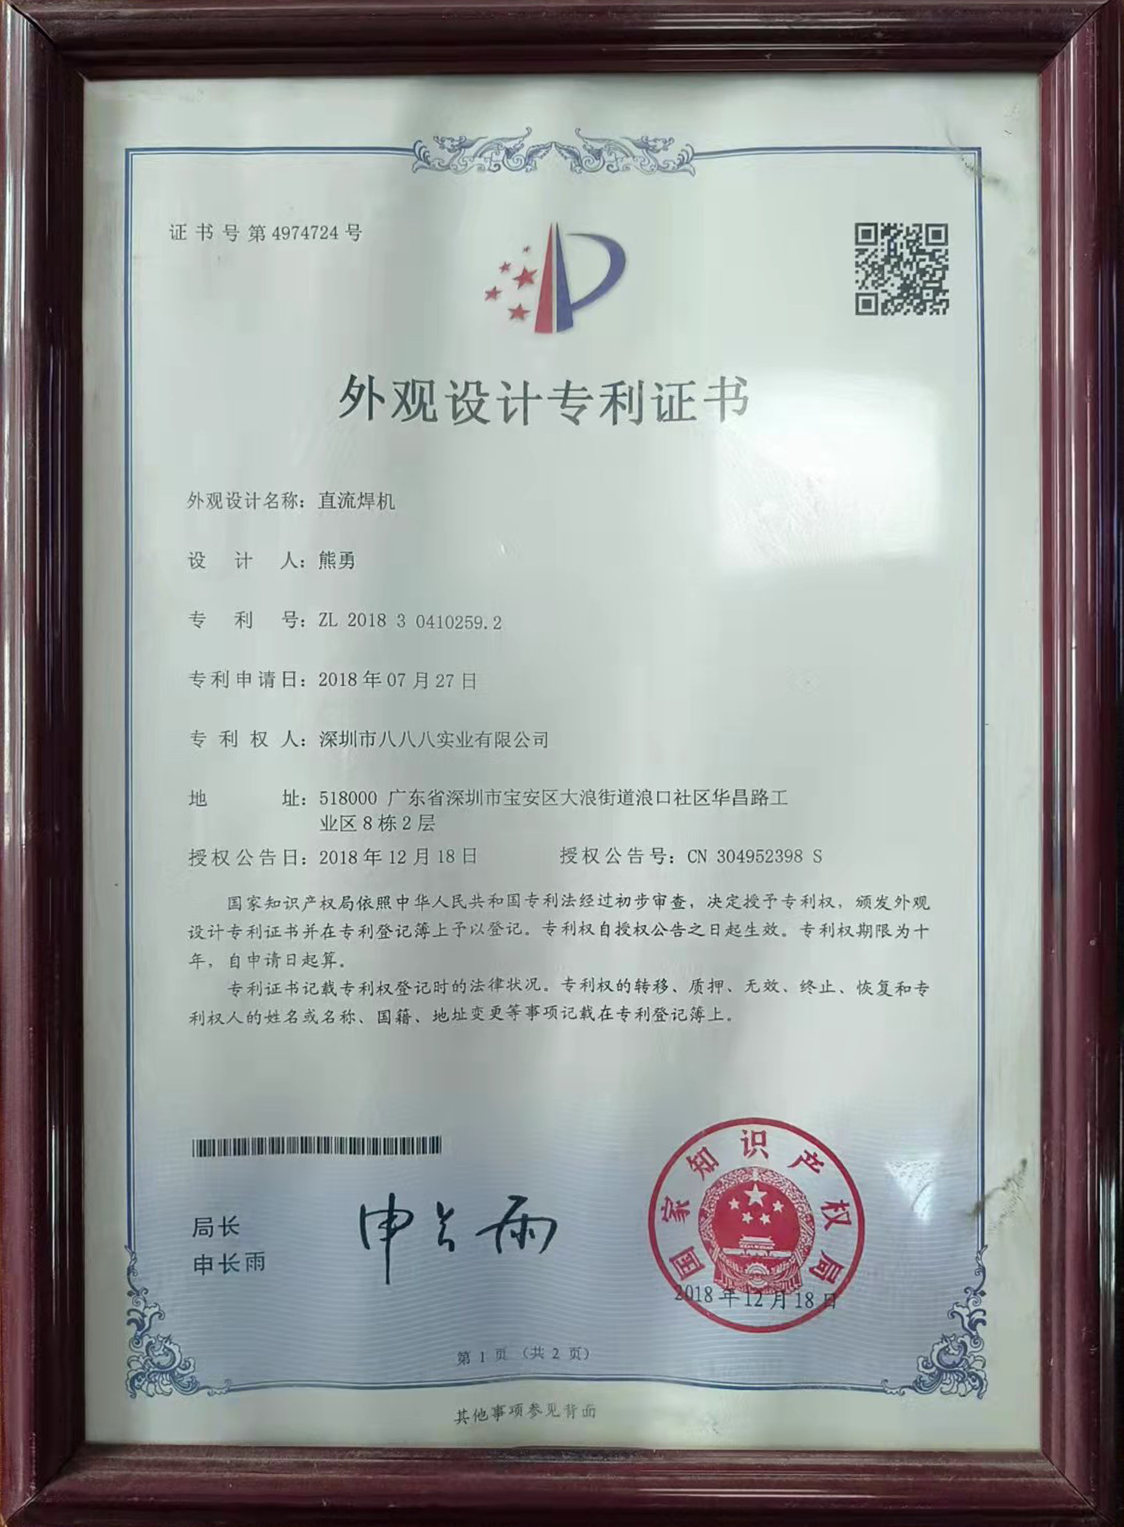 证书号第4974724号
外观设计专利证书
外观设计名称：直流焊机
设计人：熊勇
专利号：ZL 2018 3 0410259.2
专利申请日：2018年07月27日
专利权人：深圳市八八八实业有限公司
地址：518000 广东省深圳市宝安区大浪街道浪口社区华昌路工
业区8栋2层
授权公告日：2018年12月18日 授权公告号：CN 304952398 S
国家知识产权局依照中华人民共和国专利法经过初步审查，决定授予专利权，颁发外观
设计专利证书并在专利登记簿上予以登记。专利权自授权公告之日起生效。专利权期限为十
年，自申请日起算。
专利证书记载专利权登记时的法律状况。专利权的转移、质押、无效、终止、恢复和专
利权人的姓名或名称、国籍、地址变更等事项记载在专利登记簿上。
局长
申长雨
申长雨
国家知识产权局
2018年12月18日
第1页（共2页）
其他事项参见背面